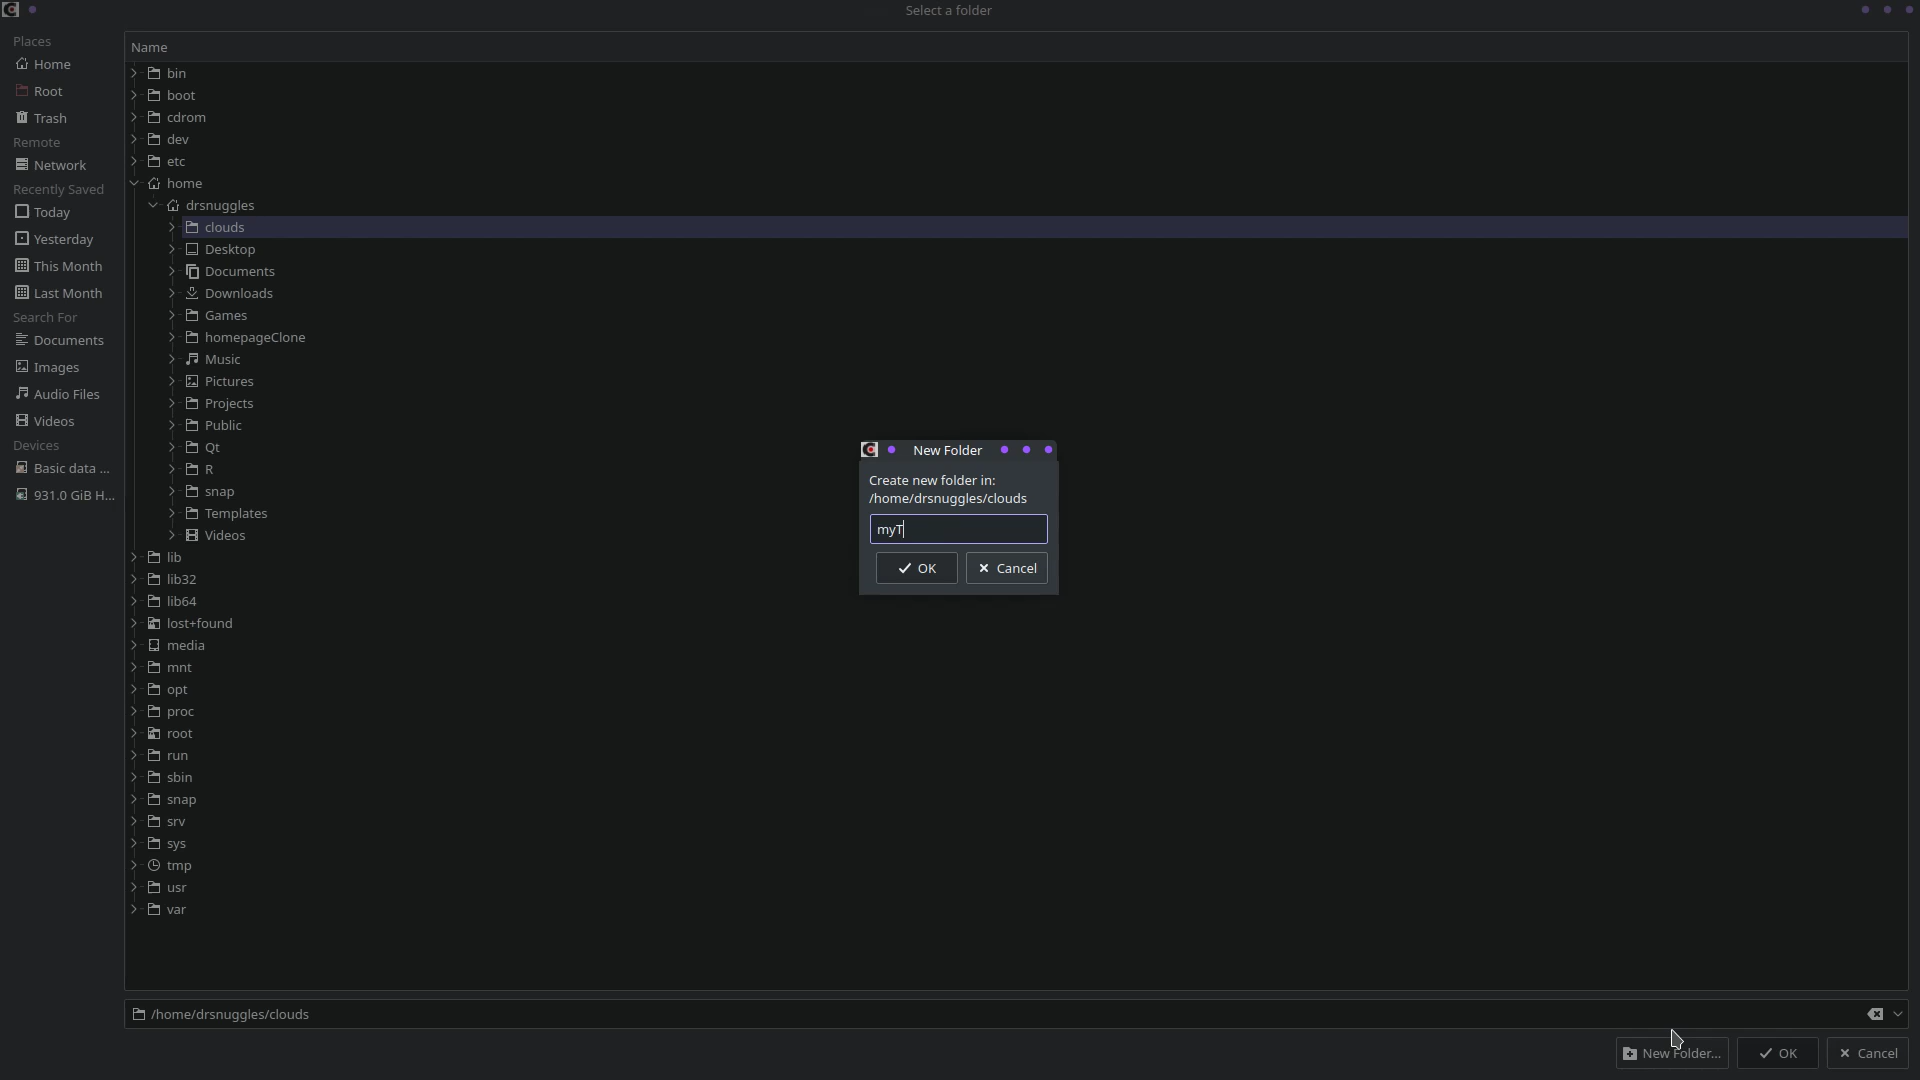 Select a folder
Places
Home
Root
Trash
Remote
Network
Recently Saved
Today
Yesterday
This Month
Last Month
Search For
Documents
Images
Audio Files
Videos
Devices
Basic data ...
931.0 GiB H...
Name
bin
boot
cdrom
dev
etc
home
drsnuggles
clouds
Desktop
Documents
Downloads
Games
homepageClone
Music
Pictures
Projects
Public
Qt
R
snap
Templates
Videos
lib
lib32
lib64
lost+found
media
mnt
opt
proc
root
run
sbin
snap
srv
sys
tmp
usr
var
New Folder
Create new folder in:
/home/drsnuggles/clouds
myT
OK Cancel
/home/drsnuggles/clouds
New Folder... OK Cancel